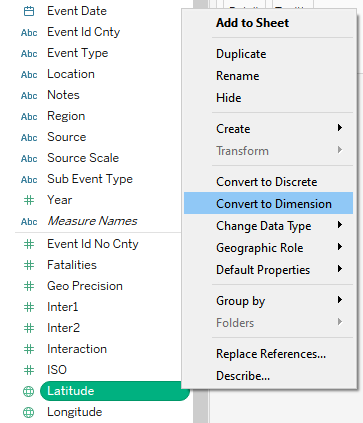 Event Date
Abc Event Id Cnty
Abc Event Type
Abc Location
Abc Notes
Abc Region
Abc Source
Abc Source Scale
Abc Sub Event Type
# Year
Abc Measure Names
# Event Id No Cnty
# Fatalities
# Geo Precision
# Inter1
# Inter2
# Interaction
# ISO
Latitude
Longitude
Add to Sheet
Duplicate
Rename
Hide
Create
Transform
Convert to Discrete
Convert to Dimension
Change Data Type
Geographic Role
Default Properties
Group by
Folders
Replace References...
Describe...